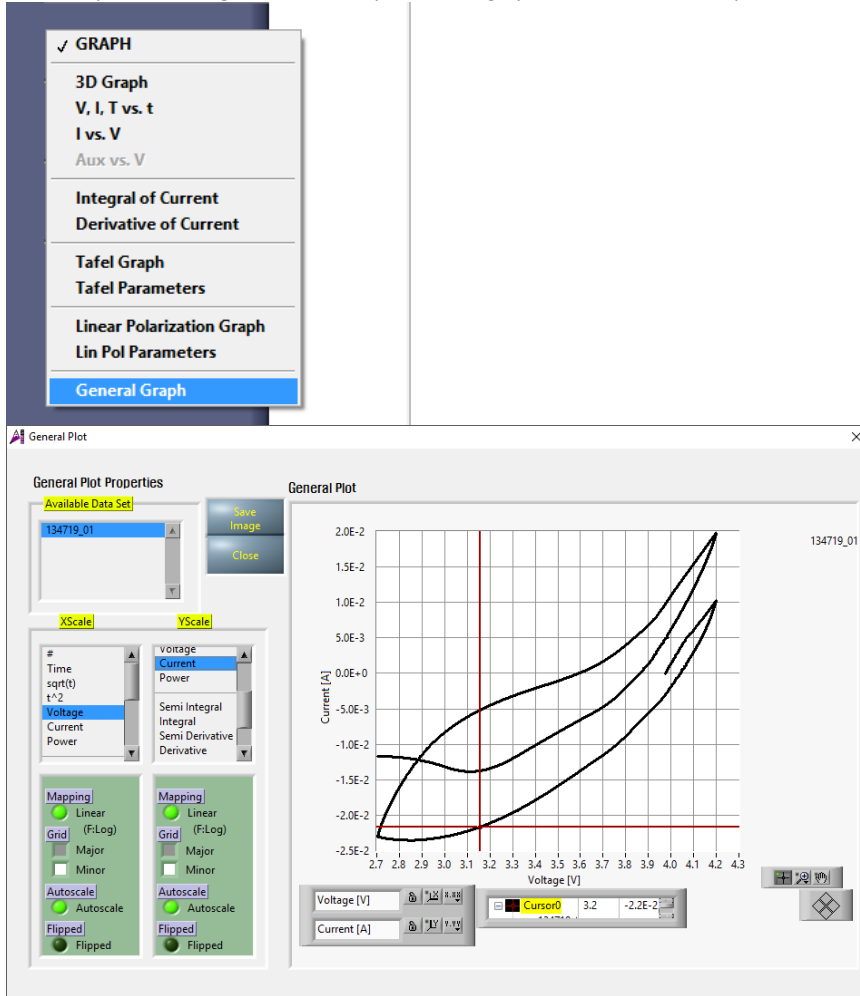 ✓ GRAPH
3D Graph
V, I, T vs. t
I vs. V
Aux vs. V
Integral of Current
Derivative of Current
Tafel Graph
Tafel Parameters
Linear Polarization Graph
Lin Pol Parameters
General Graph
General Plot
General Plot Properties
Available Data Set
134719_01
Save
Image
Close
XScale
YScale
#
Time
sqrt(t)
t^2
Voltage
Current
Power
Voltage
Current
Power
Semi Integral
Integral
Semi Derivative
Derivative
Mapping
Linear
(F:Log)
Grid
Major
Minor
Autoscale
Autoscale
Flipped
Flipped
Mapping
Linear
(F:Log)
Grid
Major
Minor
Autoscale
Autoscale
Flipped
Flipped
General Plot
134719_01
2.0E-2
1.5E-2
1.0E-2
5.0E-3
0.0E+0
-5.0E-3
-1.0E-2
-1.5E-2
-2.0E-2
-2.5E-2
Current [A]
2.7 2.8 2.9 3.0 3.1 3.2 3.3 3.4 3.5 3.6 3.7 3.8 3.9 4.0 4.1 4.2 4.3
Voltage [V]
Voltage [V]
Current [A]
Cursor0 3.2 -2.2E-2